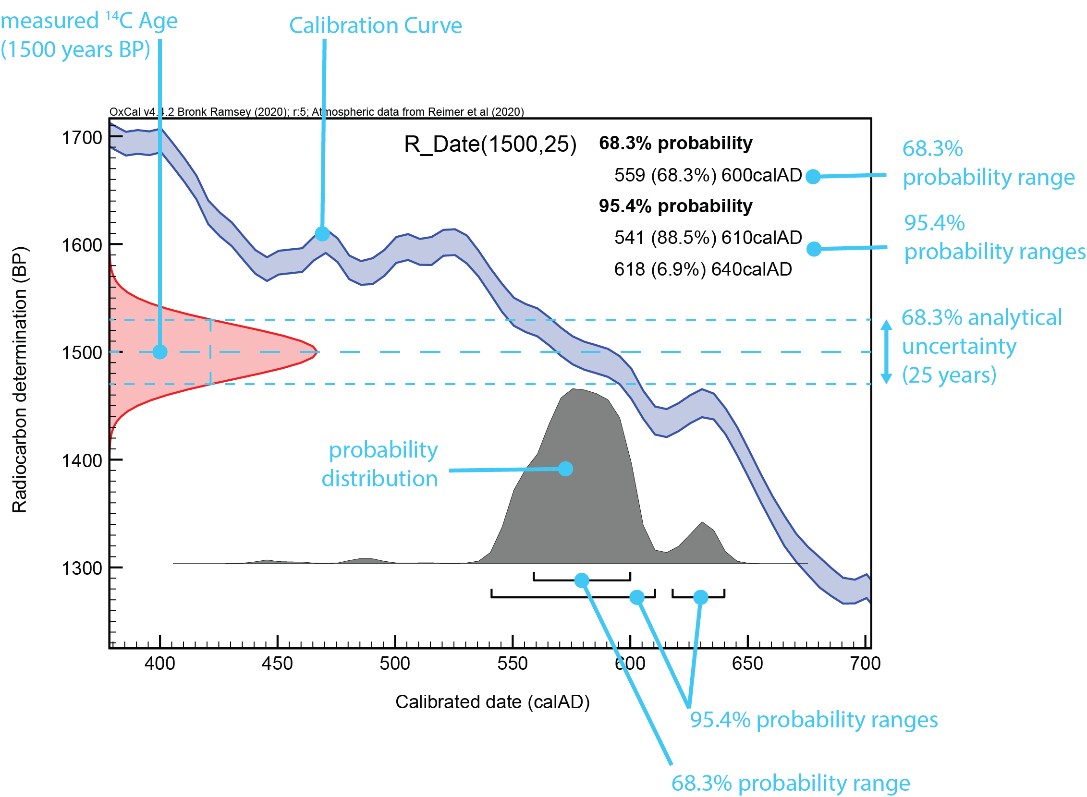 measured ¹⁴C Age
(1500 years BP)
Calibration Curve
OxCal v4.4.2 Bronk Ramsey (2020); r:5; Atmospheric data from Reimer et al (2020)
R_Date(1500,25)
68.3% probability
559 (68.3%) 600calAD
95.4% probability
541 (88.5%) 610calAD
618 (6.9%) 640calAD
68.3%
probability range
95.4%
probability ranges
68.3% analytical
uncertainty
(25 years)
Radiocarbon determination (BP)
1700
1600
1500
1400
1300
probability
distribution
400
450
500
550
600
650
700
Calibrated date (calAD)
95.4% probability ranges
68.3% probability range